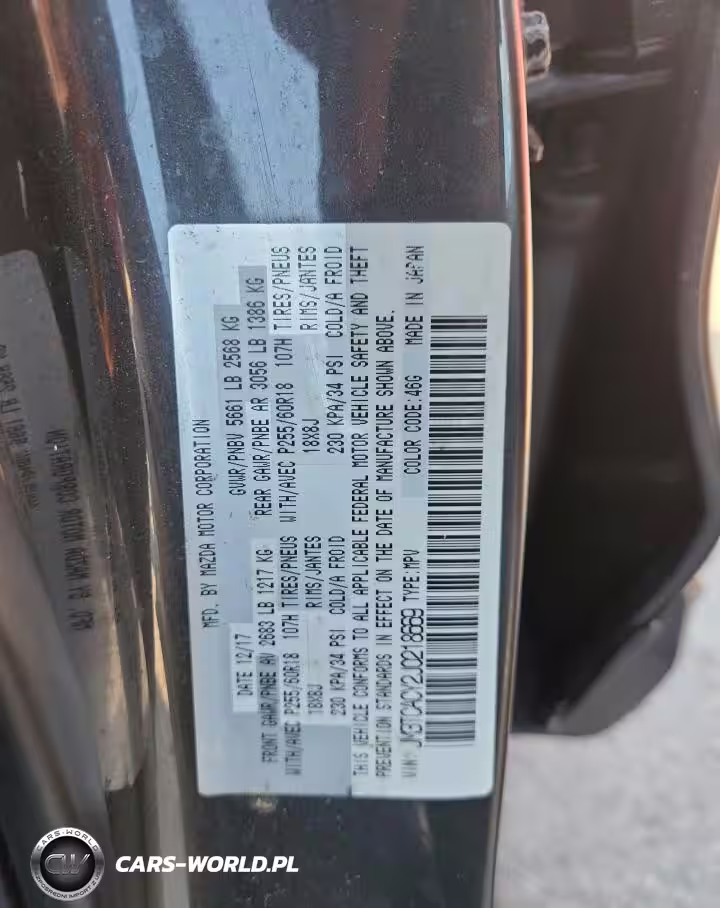 MFD. BY MAZDA MOTOR CORPORATION
DATE 12/17 GVWR/PNBV 5661 LB 2568 KG
FRONT GAWR/PNBE AV 2683 LB 1217 KG REAR GAWR/PNBE AR 3056 LB 1386 KG
WITH/AVEC P255/60R18 107H TIRES/PNEUS WITH/AVEC P255/60R18 107H TIRES/PNEUS
18X8J RIMS/JANTES 18X8J RIMS/JANTES
230 KPA/34 PSI COLD/A FROID 230 KPA/34 PSI COLD/A FROID
THIS VEHICLE CONFORMS TO ALL APPLICABLE FEDERAL MOTOR VEHICLE SAFETY AND THEFT
PREVENTION STANDARDS IN EFFECT ON THE DATE OF MANUFACTURE SHOWN ABOVE.
VIN: JM3TCACY2J0218669 TYPE:MPV COLOR CODE:46G MADE IN JAPAN
CARS-WORLD
CW
CARS-WORLD.PL